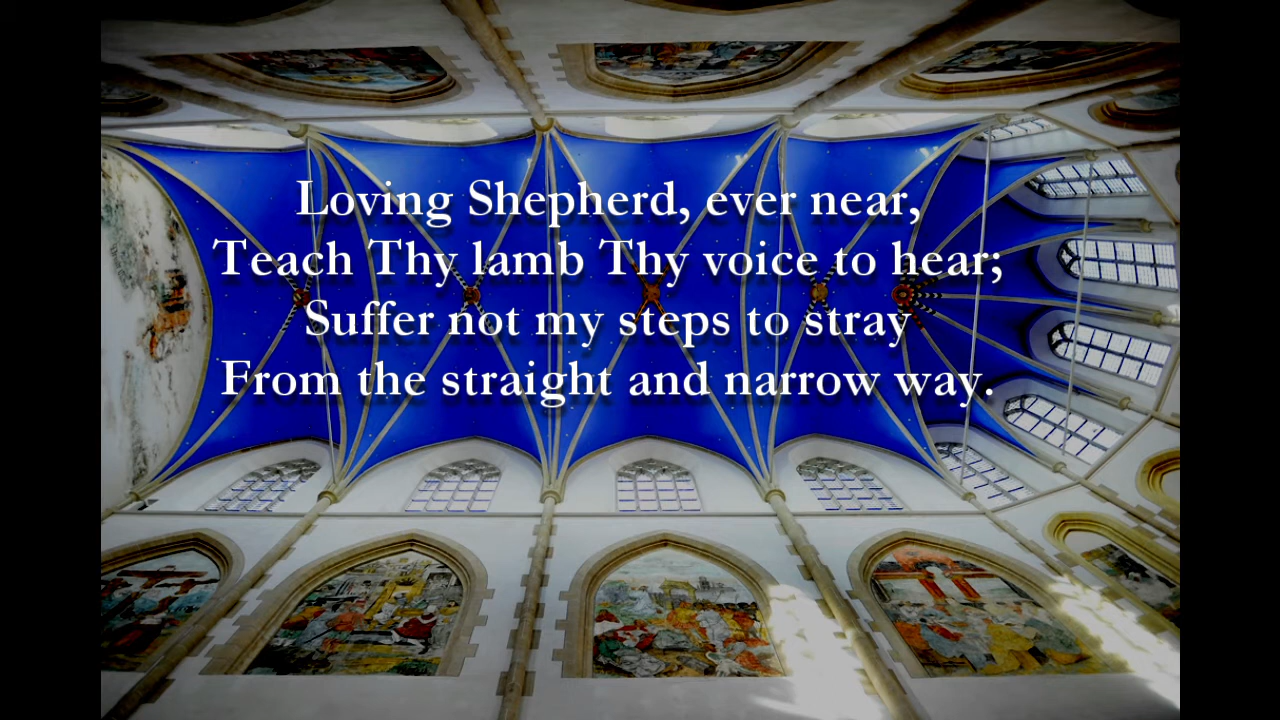 Loving Shepherd, ever near,
Teach Thy lamb Thy voice to hear;
Suffer not my steps to stray
From the straight and narrow way.